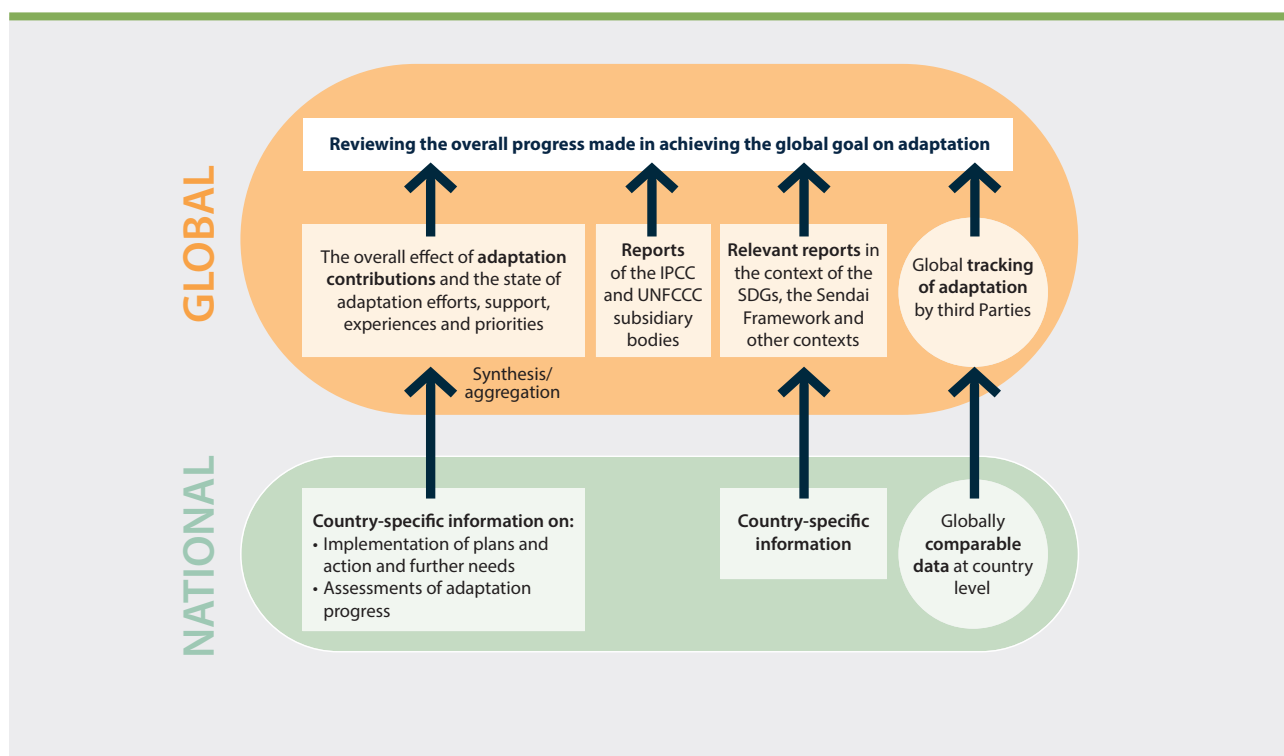 GLOBAL
Reviewing the overall progress made in achieving the global goal on adaptation
The overall effect of adaptation
contributions and the state of
adaptation efforts, support,
experiences and priorities
Reports
of the IPCC
and UNFCCC
subsidiary
bodies
Relevant reports in
the context of the
SDGs, the Sendai
Framework and
other contexts
Global tracking
of adaptation
by third Parties
Synthesis/
aggregation
NATIONAL
Country-specific information on:
• Implementation of plans and
action and further needs
• Assessments of adaptation
progress
Country-specific
information
Globally
comparable
data at country
level